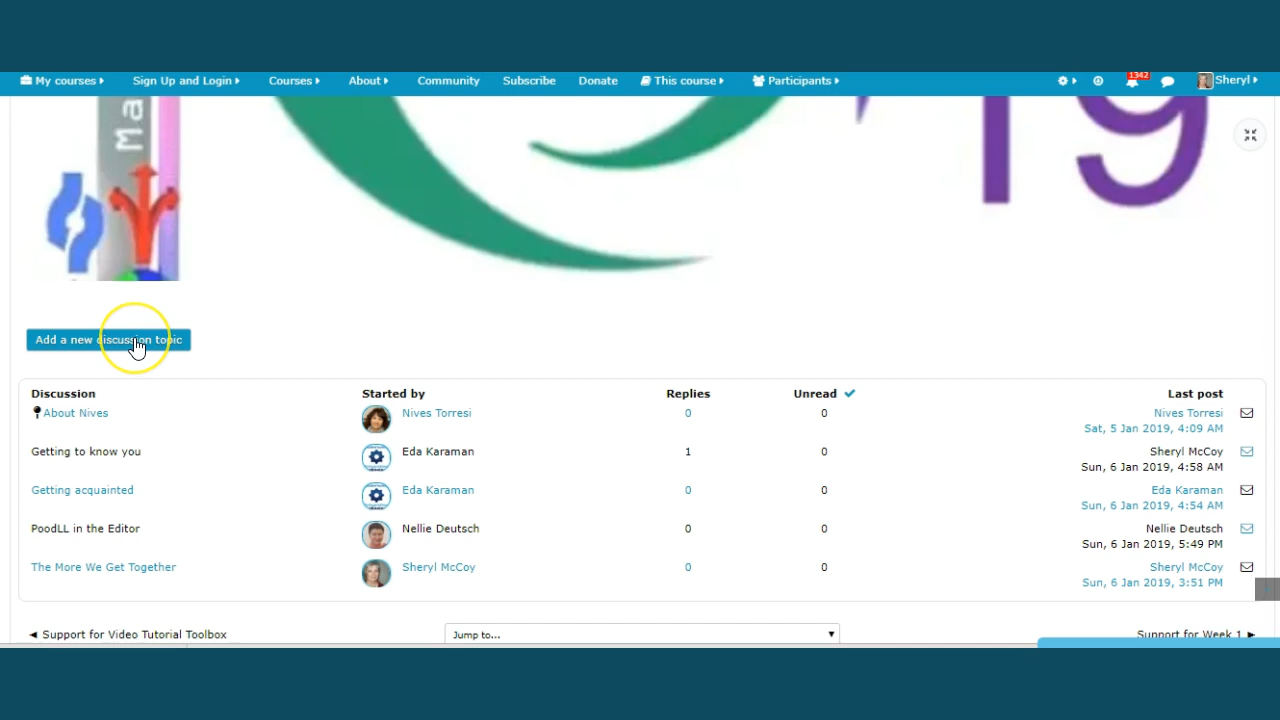 My courses Sign Up and Login Courses About Community Subscribe Donate This course Participants 1342 Sheryl
Ma
19
Add a new discussion topic
Discussion Started by Replies Unread Last post
About Nives Nives Torresi 0 0 Nives Torresi
Sat, 5 Jan 2019, 4:09 AM
Getting to know you Eda Karaman 1 0 Sheryl McCoy
Sun, 6 Jan 2019, 4:58 AM
Getting acquainted Eda Karaman 0 0 Eda Karaman
Sun, 6 Jan 2019, 4:54 AM
PoodLL in the Editor Nellie Deutsch 0 0 Nellie Deutsch
Sun, 6 Jan 2019, 5:49 PM
The More We Get Together Sheryl McCoy 0 0 Sheryl McCoy
Sun, 6 Jan 2019, 3:51 PM
◄ Support for Video Tutorial Toolbox Jump to... Support for Week 1 ►